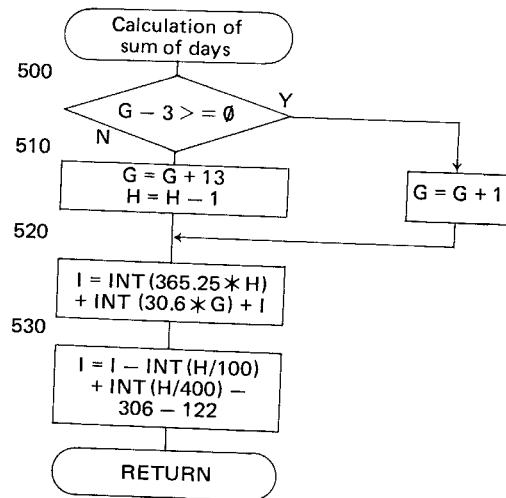 Calculation of
sum of days
500
G – 3 > = 0
Y
N
510
G = G + 13
H = H – 1
G = G + 1
520
I = INT (365.25 * H)
+ INT (30.6 * G) + I
530
I = I – INT (H/100)
+ INT (H/400) –
306 – 122
RETURN